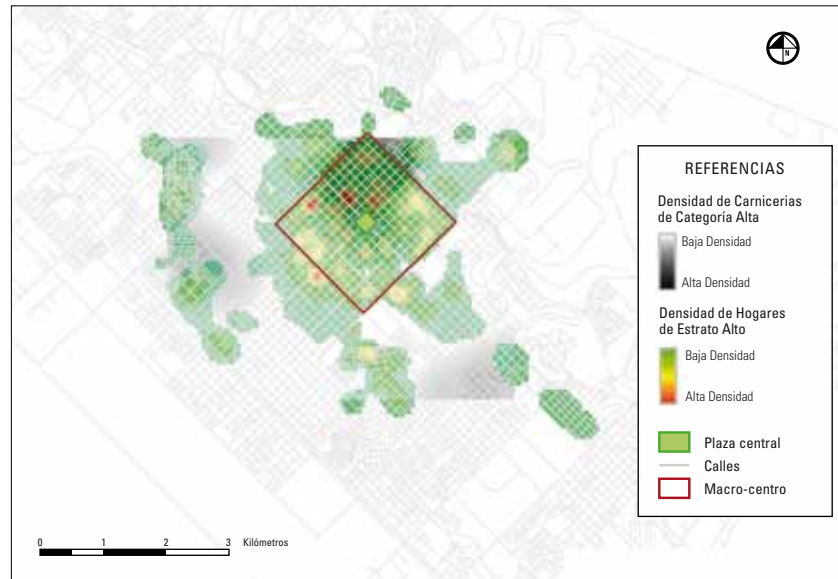 N
REFERENCIAS
Densidad de Carnicerias
de Categoría Alta
Baja Densidad
Alta Densidad
Densidad de Hogares
de Estrato Alto
Baja Densidad
Alta Densidad
Plaza central
Calles
Macro-centro
0 1 2 3 Kilómetros